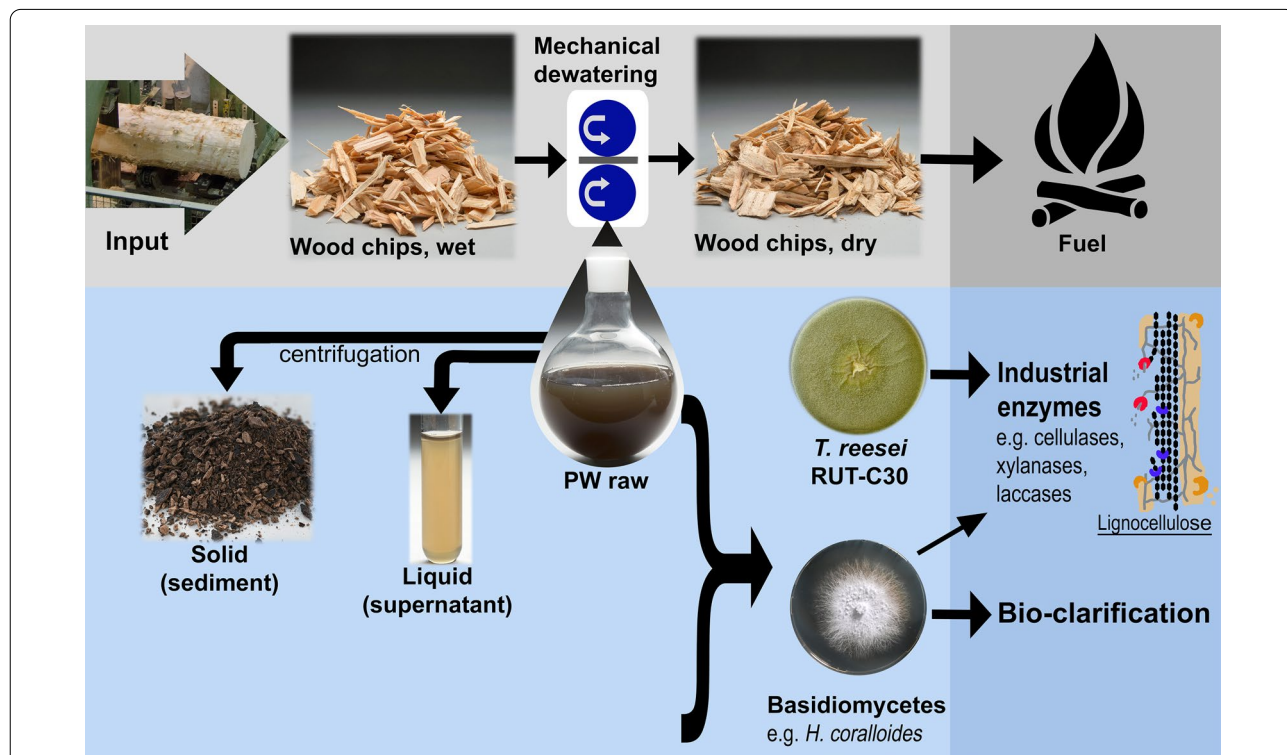 Mechanical
dewatering
Input
Wood chips, wet
Wood chips, dry
Fuel
centrifugation
PW raw
Solid
(sediment)
Liquid
(supernatant)
T. reesei
RUT-C30
Industrial
enzymes
e.g. cellulases,
xylanases,
laccases
Lignocellulose
Bio-clarification
Basidiomycetes
e.g. H. coralloides